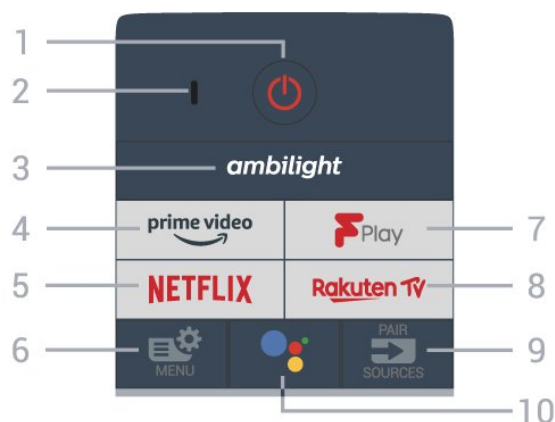 1
2
3
ambilight
4
prime video
FPlay
7
5
NETFLIX
Rakuten TV
8
6
MENU
PAIR
SOURCES
9
10